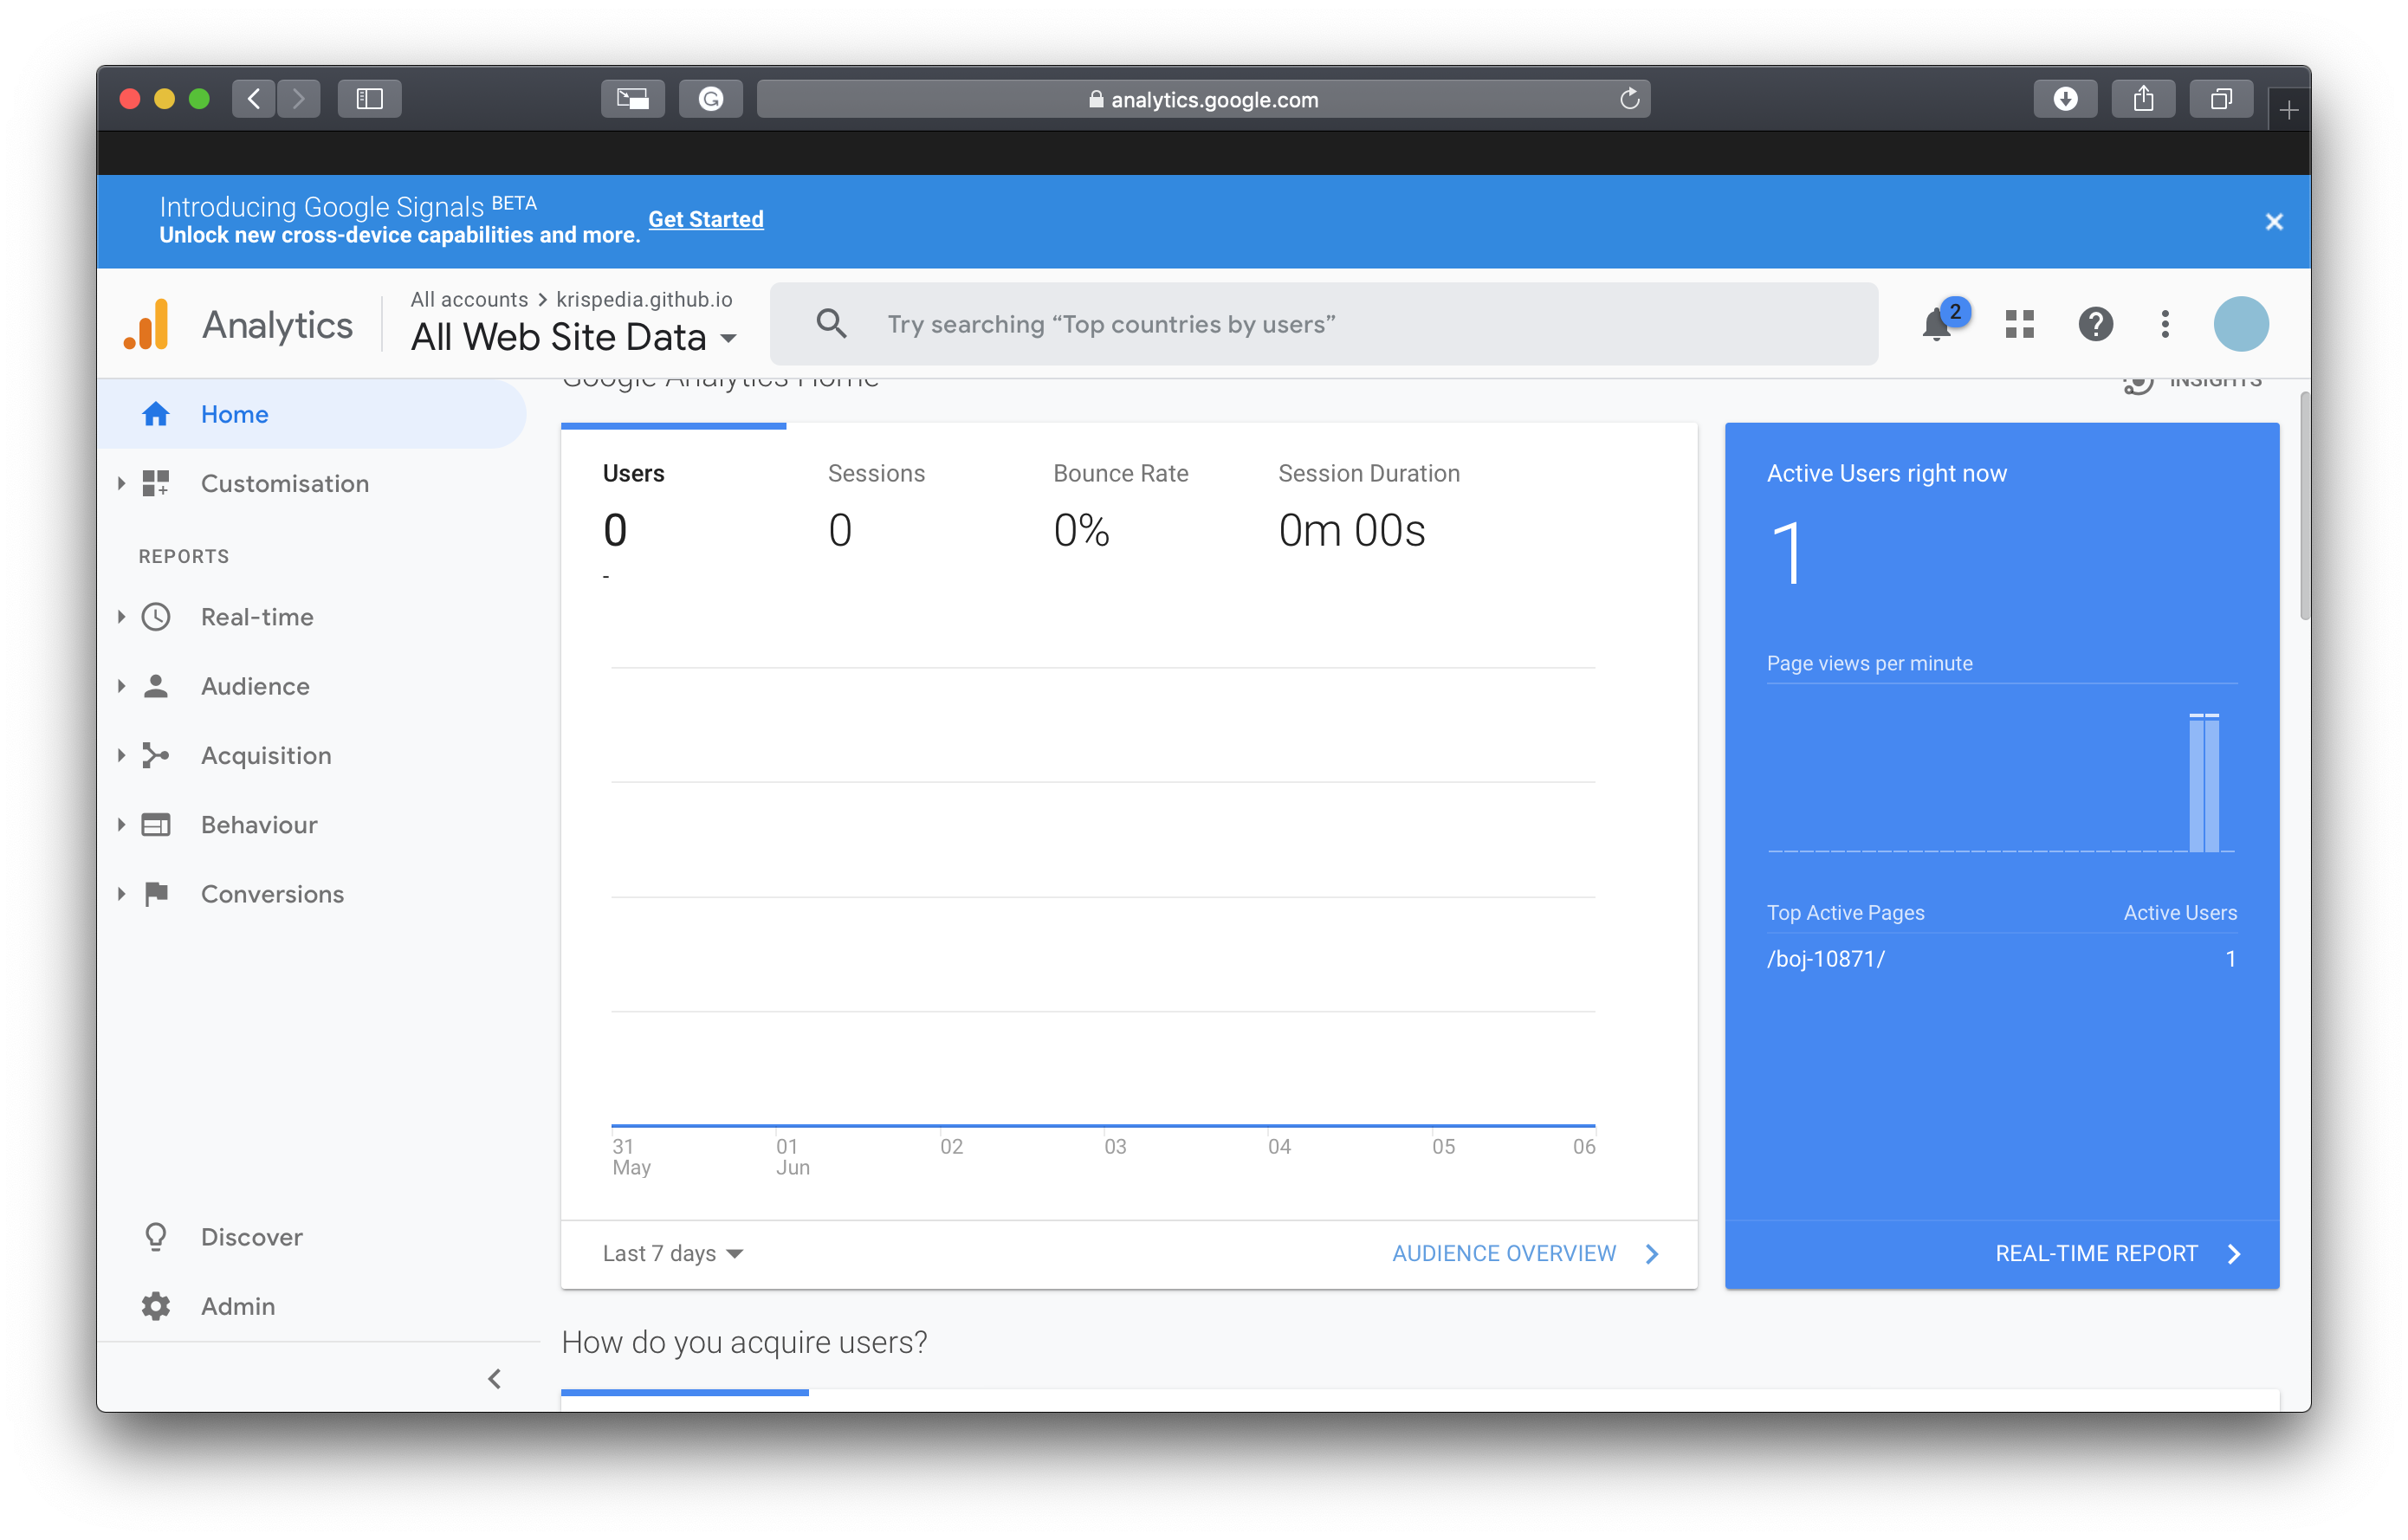 analytics.google.com
Introducing Google Signals BETA
Unlock new cross-device capabilities and more.
Get Started
Analytics
All accounts > krispedia.github.io
All Web Site Data
Try searching “Top countries by users”
2
Google Analytics Home
INSIGHTS
Home
Customisation
REPORTS
Real-time
Audience
Acquisition
Behaviour
Conversions
Discover
Admin
Users
0
-
Sessions
0
Bounce Rate
0%
Session Duration
0m 00s
31
May
01
Jun
02
03
04
05
06
Last 7 days
AUDIENCE OVERVIEW
Active Users right now
1
Page views per minute
Top Active Pages Active Users
/boj-10871/ 1
REAL-TIME REPORT
How do you acquire users?